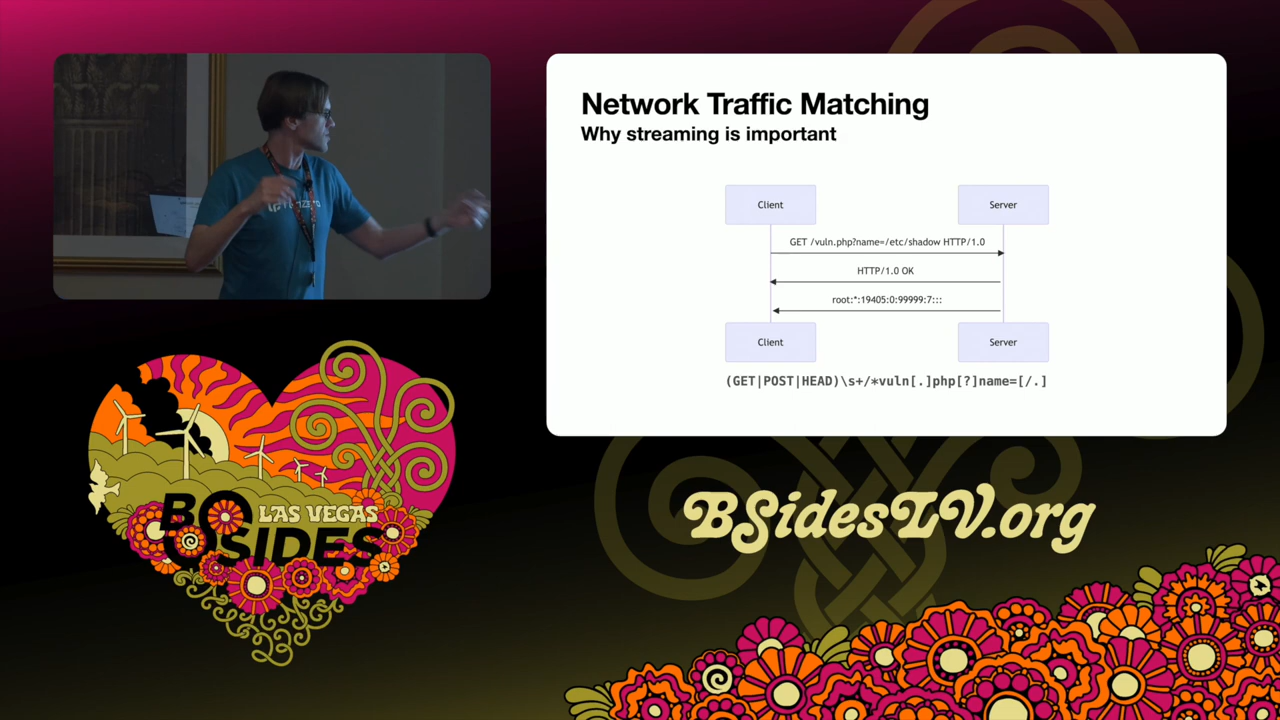 Network Traffic Matching
Why streaming is important
Client
Server
GET /vuln.php?name=/etc/shadow HTTP/1.0
HTTP/1.0 OK
root:*:19405:0:99999:7:::
Client
Server
(GET|POST|HEAD)\s+/*vuln[.]php[?]name=[/.]
BSidesLV.org
LAS VEGAS
BSIDES
23